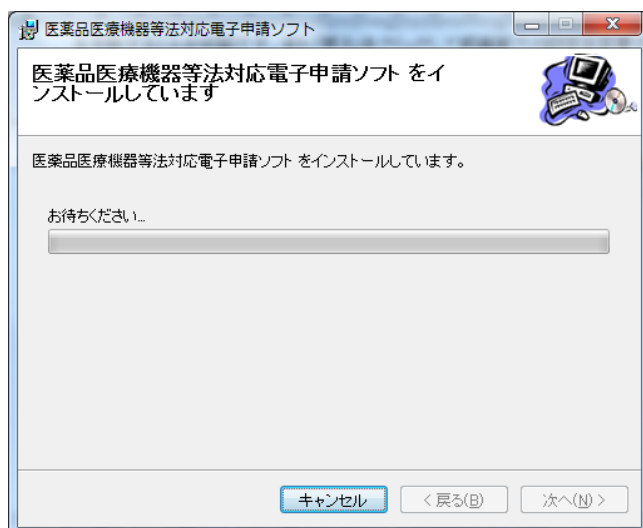 医薬品医療機器等法対応電子申請ソフト
医薬品医療機器等法対応電子申請ソフト をイ
ンストールしています
医薬品医療機器等法対応電子申請ソフト をインストールしています。
お待ちください...
キャンセル
< 戻る(B)
次へ(N) >